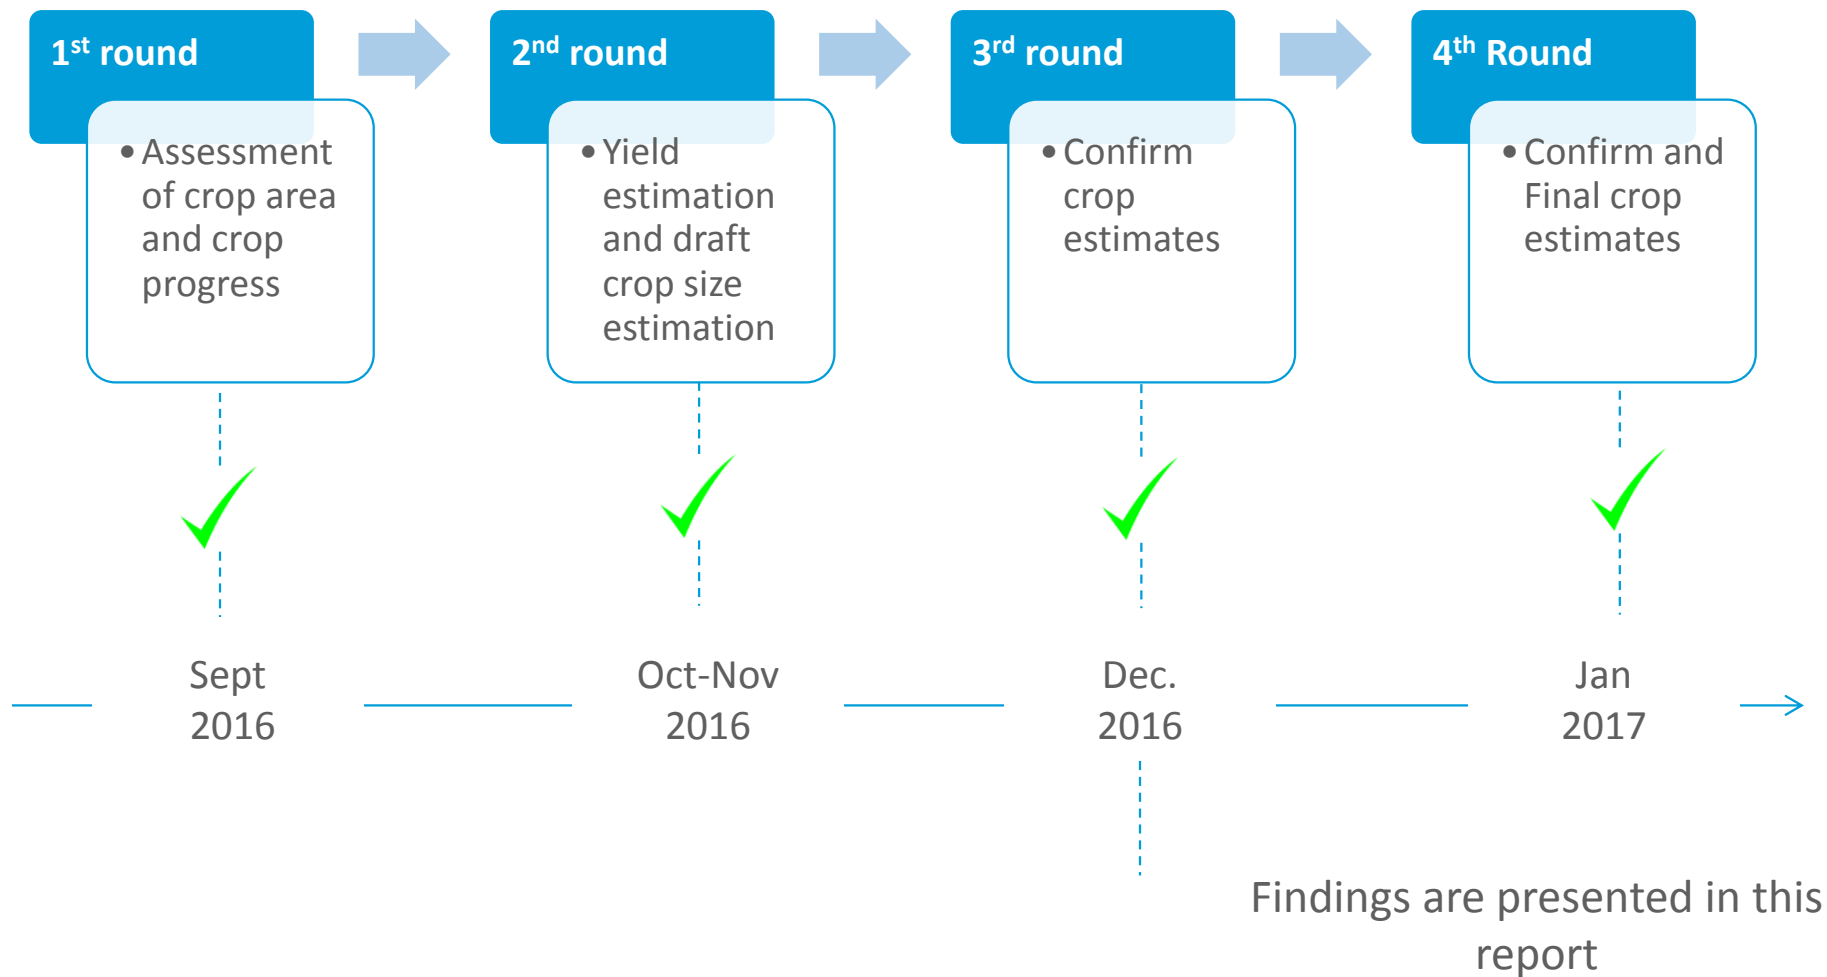 1st round
• Assessment
of crop area
and crop
progress
2nd round
• Yield
estimation
and draft
crop size
estimation
3rd round
• Confirm
crop
estimates
4th Round
• Confirm and
Final crop
estimates
Sept
2016
Oct-Nov
2016
Dec.
2016
Jan
2017
Findings are presented in this
report